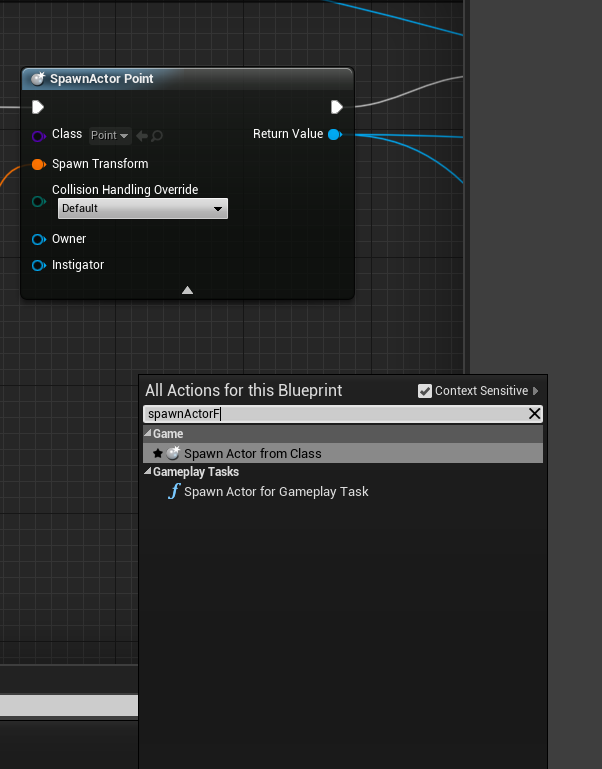 SpawnActor Point
Class Point
Return Value
Spawn Transform
Collision Handling Override
Default
Owner
Instigator
All Actions for this Blueprint
Context Sensitive
spawnActorF
Game
Spawn Actor from Class
Gameplay Tasks
f Spawn Actor for Gameplay Task